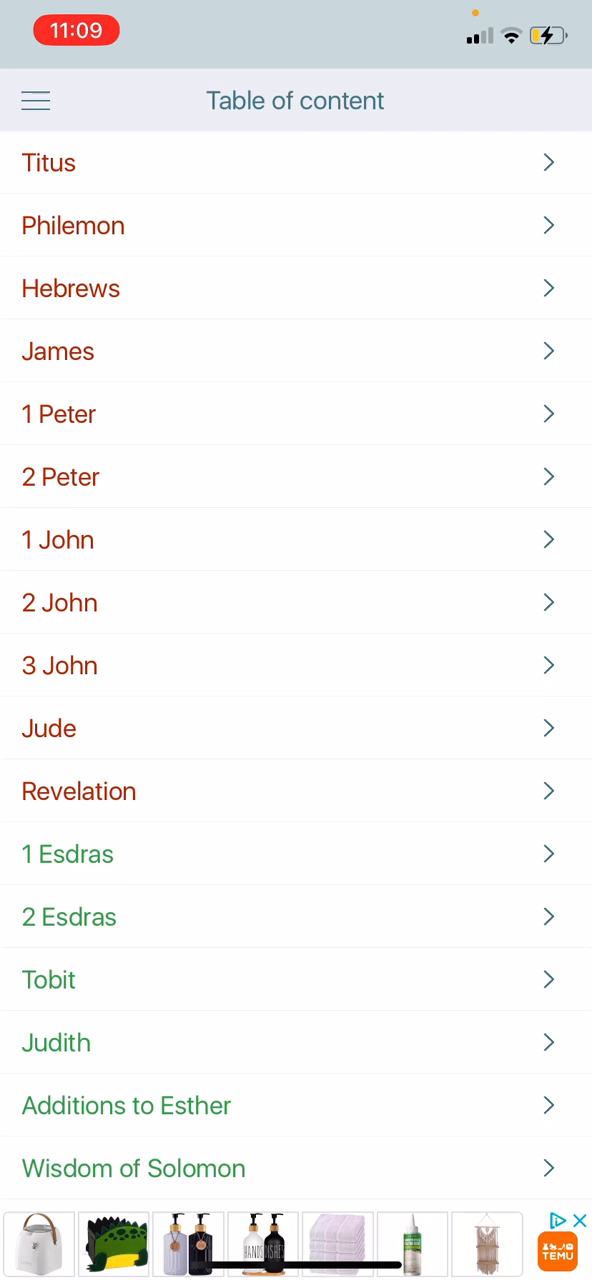 11:09
Table of content
Titus
Philemon
Hebrews
James
1 Peter
2 Peter
1 John
2 John
3 John
Jude
Revelation
1 Esdras
2 Esdras
Tobit
Judith
Additions to Esther
Wisdom of Solomon
HANDS
TEMU